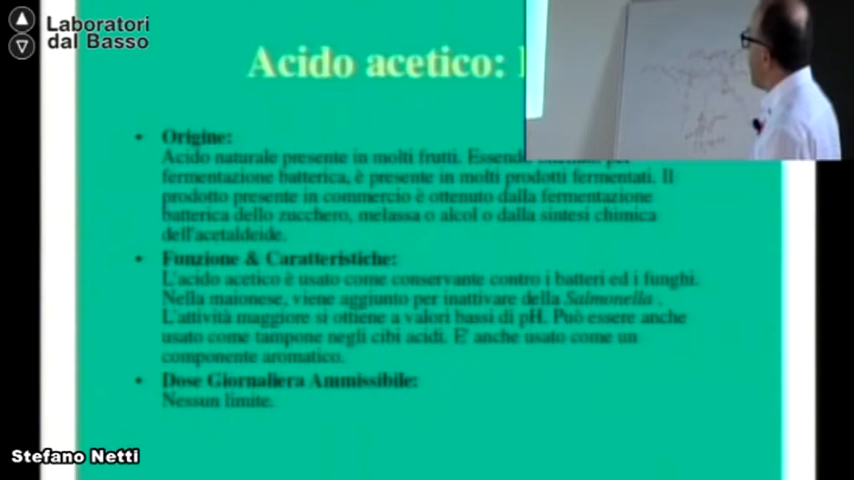 Laboratori
dal Basso
Acido acetico:
• Origine:
Acido naturale presente in molti frutti.
fermentazione batterica, è presente in molti prodotti fermentati. Il
prodotto presente in commercio è ottenuto dalla fermentazione
batterica dello zucchero, melassa o alcol o dalla sintesi chimica
dell'acetaldeide.
• Funzione & Caratteristiche:
L'acido acetico è usato come conservante contro i batteri ed i funghi.
Nella maionese, viene aggiunto per inattivare della Salmonella .
L'attività maggiore si ottiene a valori bassi di pH. Può essere anche
usato come tampone negli cibi acidi. E' anche usato come un
componente aromatico.
• Dose Giornaliera Ammissibile:
Nessun limite.
Stefano Netti